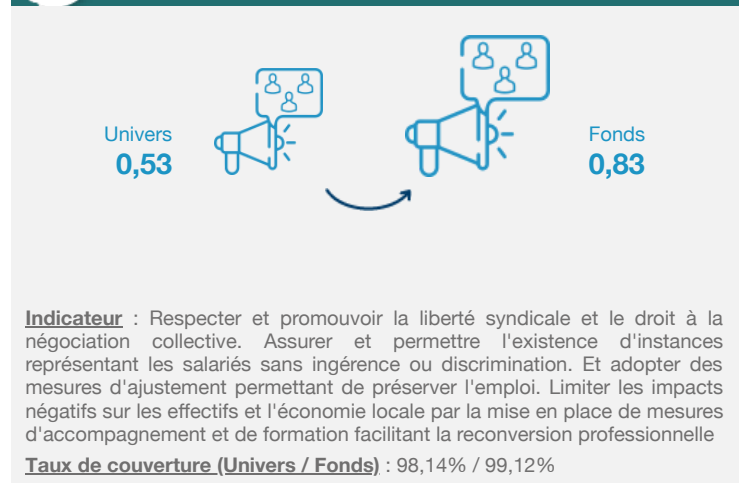 Univers
0,53
Fonds
0,83
Indicateur : Respecter et promouvoir la liberté syndicale et le droit à la
négociation collective. Assurer et permettre l'existence d'instances
représentant les salariés sans ingérence ou discrimination. Et adopter des
mesures d'ajustement permettant de préserver l'emploi. Limiter les impacts
négatifs sur les effectifs et l'économie locale par la mise en place de mesures
d'accompagnement et de formation facilitant la reconversion professionnelle
Taux de couverture (Univers / Fonds) : 98,14% / 99,12%